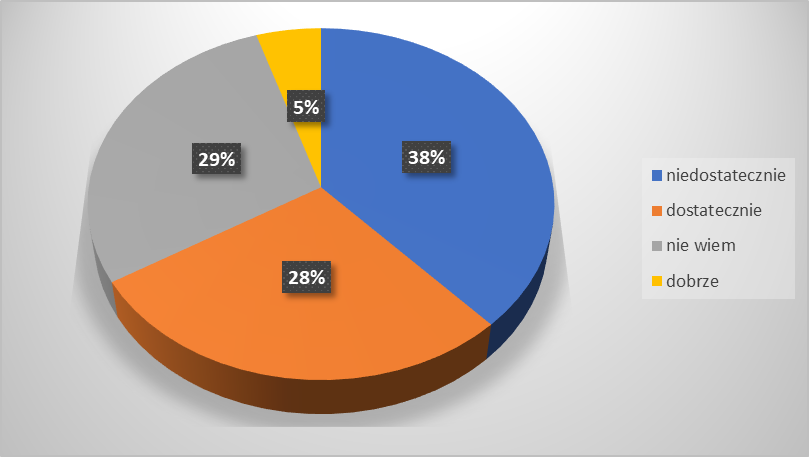 5%
38%
29%
28%
niedostatecznie
dostatecznie
nie wiem
dobrze